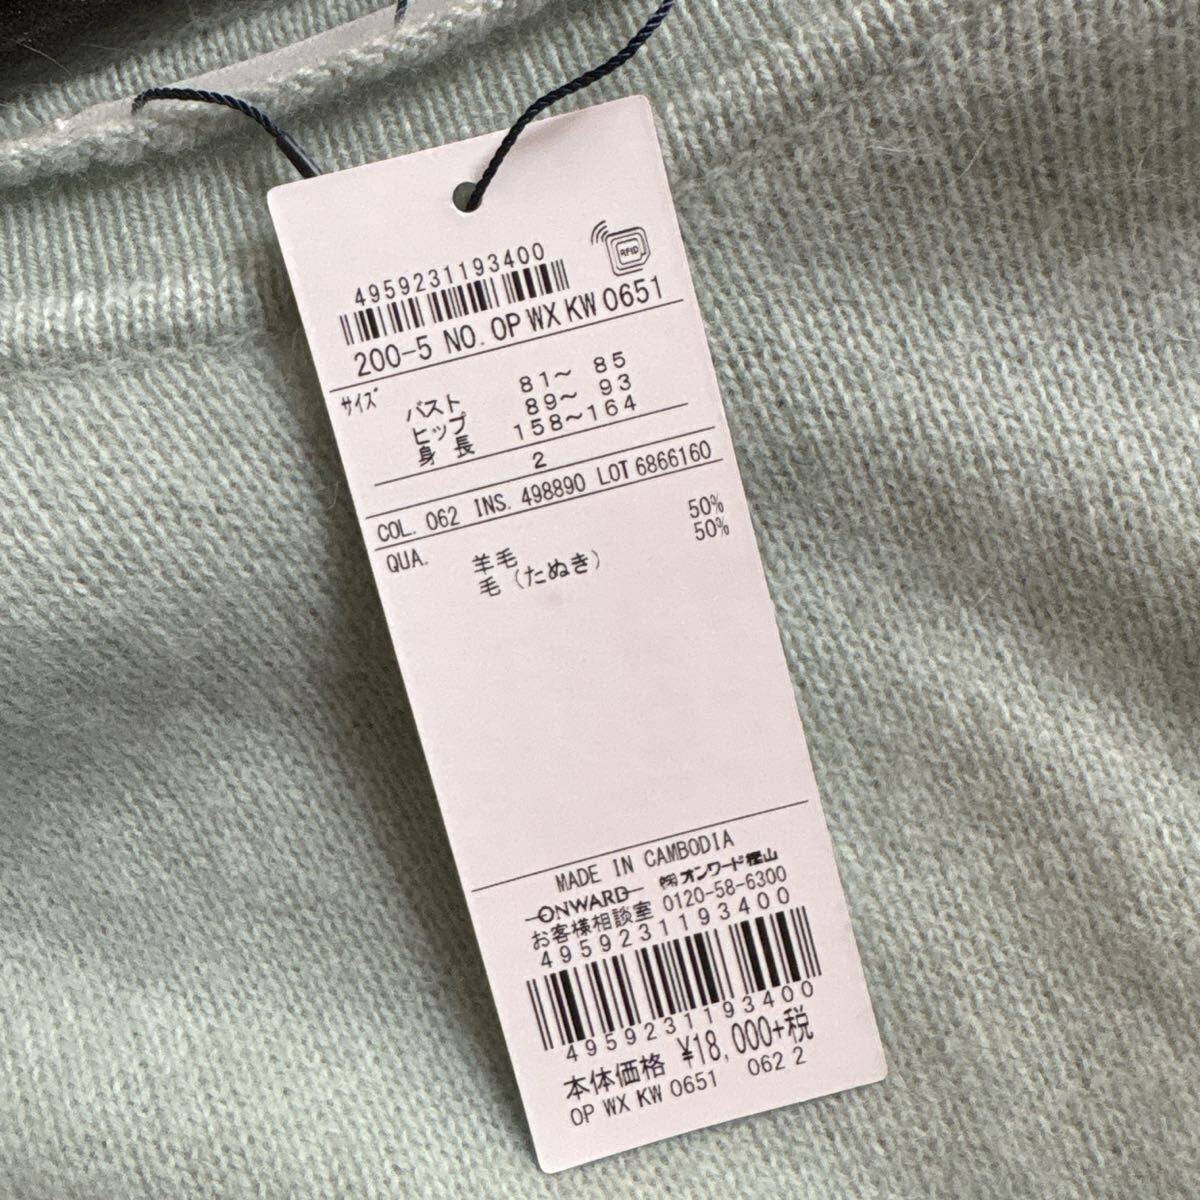 RFID
4959231193400
200-5 NO. OP WX KW 0651
サイズ
バスト 81～ 85
ヒップ 89～ 93
身長 158～164
2
COL. 062 INS. 498890 LOT 6866160
QUA.
羊毛 50%
毛（たぬき） 50%
MADE IN CAMBODIA
ONWARD ㈱オンワード樫山
お客様相談室 0120-58-6300
4959231193400
4959231193400
本体価格 ¥18,000+税
OP WX KW 0651 062 2